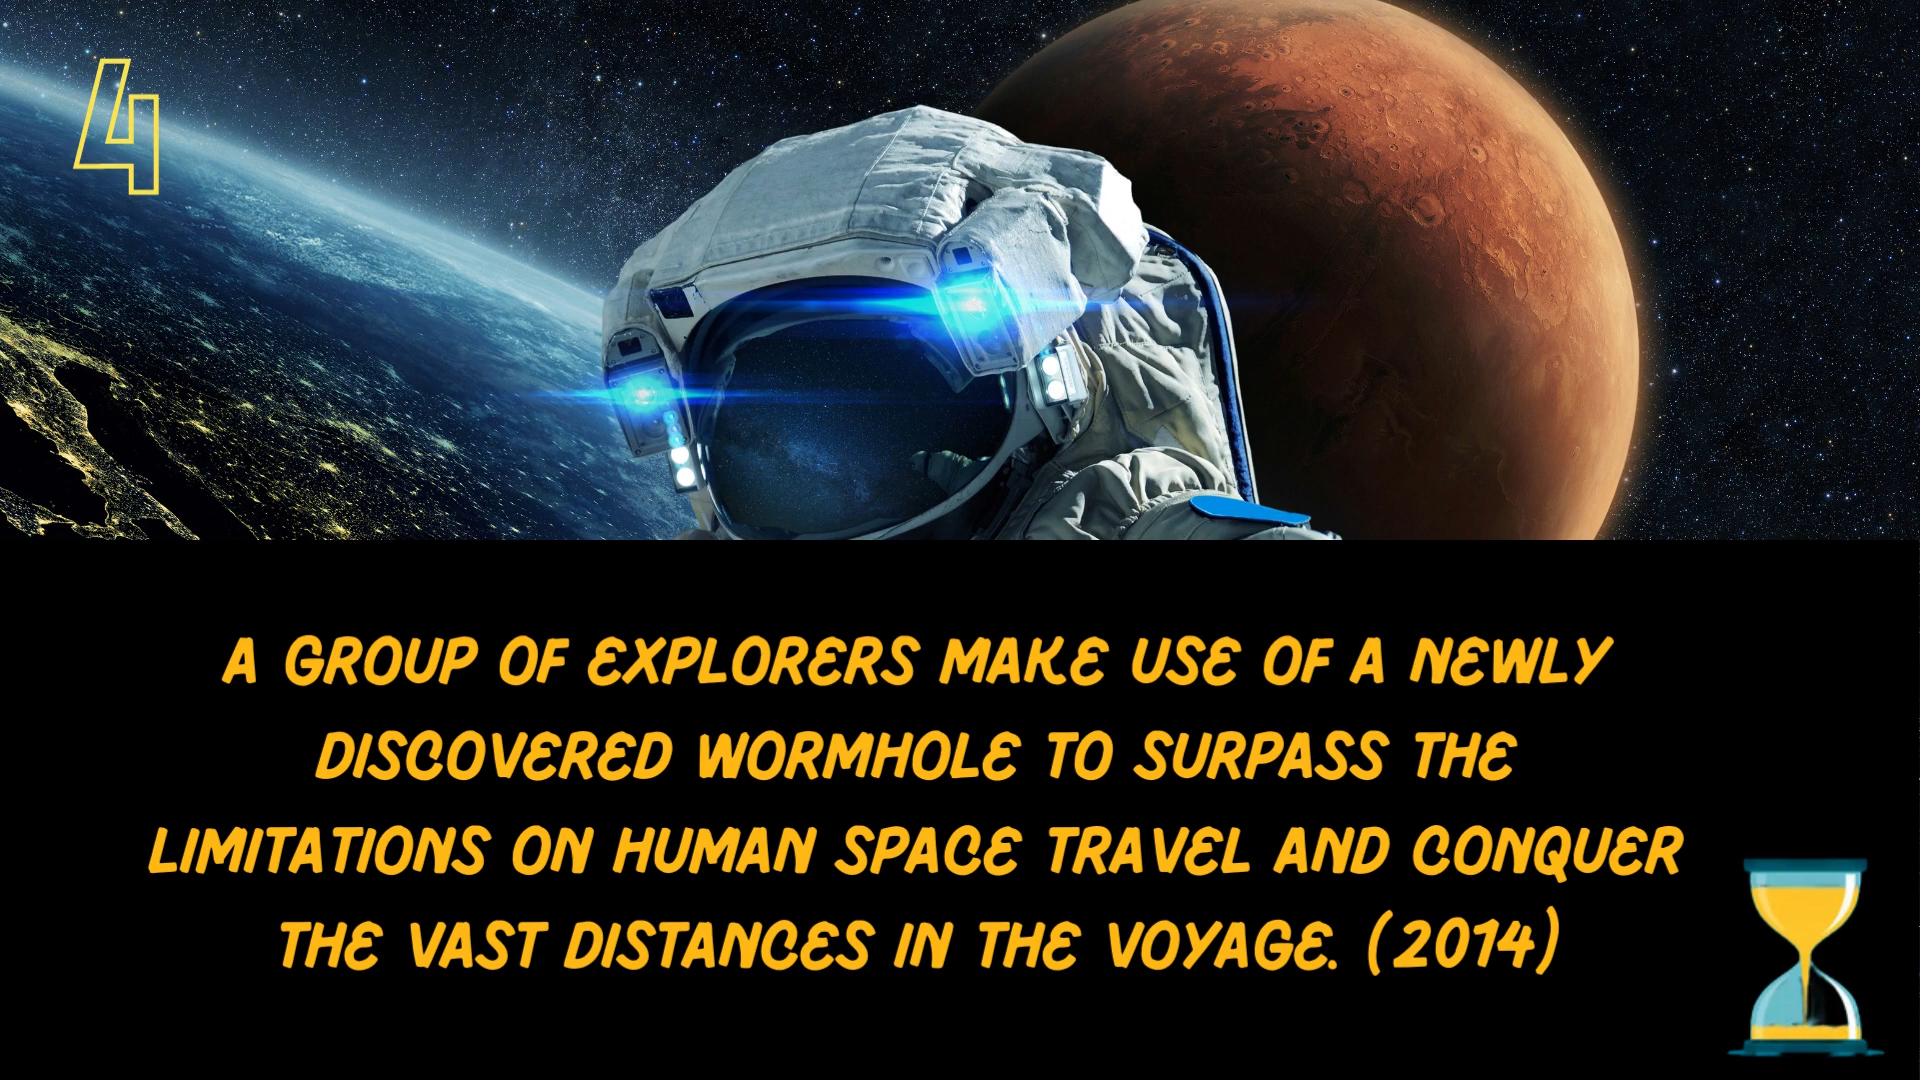 4
A GROUP OF EXPLORERS MAKE USE OF A NEWLY
DISCOVERED WORMHOLE TO SURPASS THE
LIMITATIONS ON HUMAN SPACE TRAVEL AND CONQUER
THE VAST DISTANCES IN THE VOYAGE. (2014)